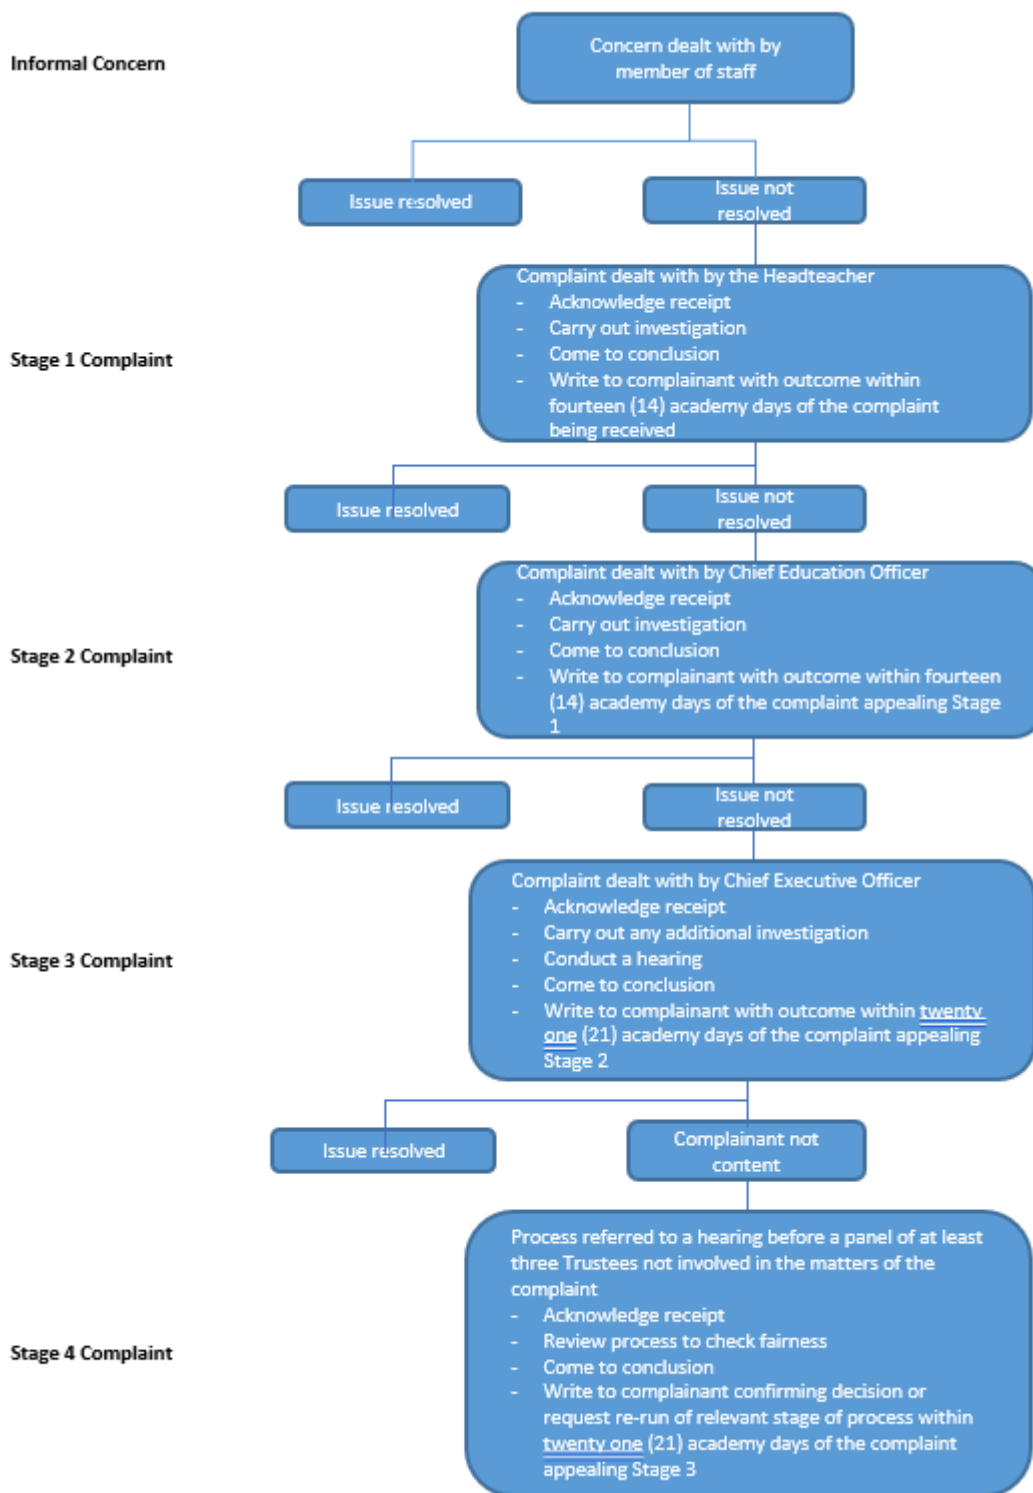 Informal Concern
Concern dealt with by
member of staff
Issue resolved
Issue not
resolved
Stage 1 Complaint
Complaint dealt with by the Headteacher
- Acknowledge receipt
- Carry out investigation
- Come to conclusion
- Write to complainant with outcome within
fourteen (14) academy days of the complaint
being received
Issue resolved
Issue not
resolved
Stage 2 Complaint
Complaint dealt with by Chief Education Officer
- Acknowledge receipt
- Carry out investigation
- Come to conclusion
- Write to complainant with outcome within fourteen
(14) academy days of the complaint appealing Stage
1
Issue resolved
Issue not
resolved
Stage 3 Complaint
Complaint dealt with by Chief Executive Officer
- Acknowledge receipt
- Carry out any additional investigation
- Conduct a hearing
- Come to conclusion
- Write to complainant with outcome within twenty
one (21) academy days of the complaint appealing
Stage 2
Issue resolved
Complainant not
content
Stage 4 Complaint
Process referred to a hearing before a panel of at least
three Trustees not involved in the matters of the
complaint
- Acknowledge receipt
- Review process to check fairness
- Come to conclusion
- Write to complainant confirming decision or
request re-run of relevant stage of process within
twenty one (21) academy days of the complaint
appealing Stage 3